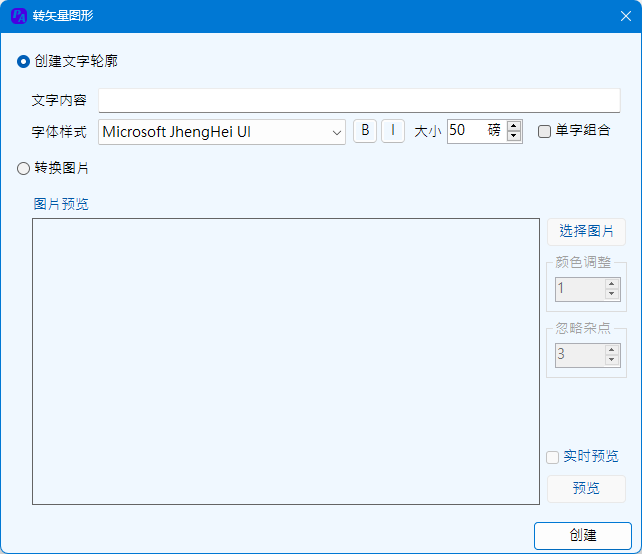 转矢量图形
创建文字轮廓
文字内容
字体样式 Microsoft JhengHei UI B I 大小 50 磅 单字组合
转换图片
图片预览
选择图片
颜色调整
1
忽略杂点
3
实时预览
预览
创建